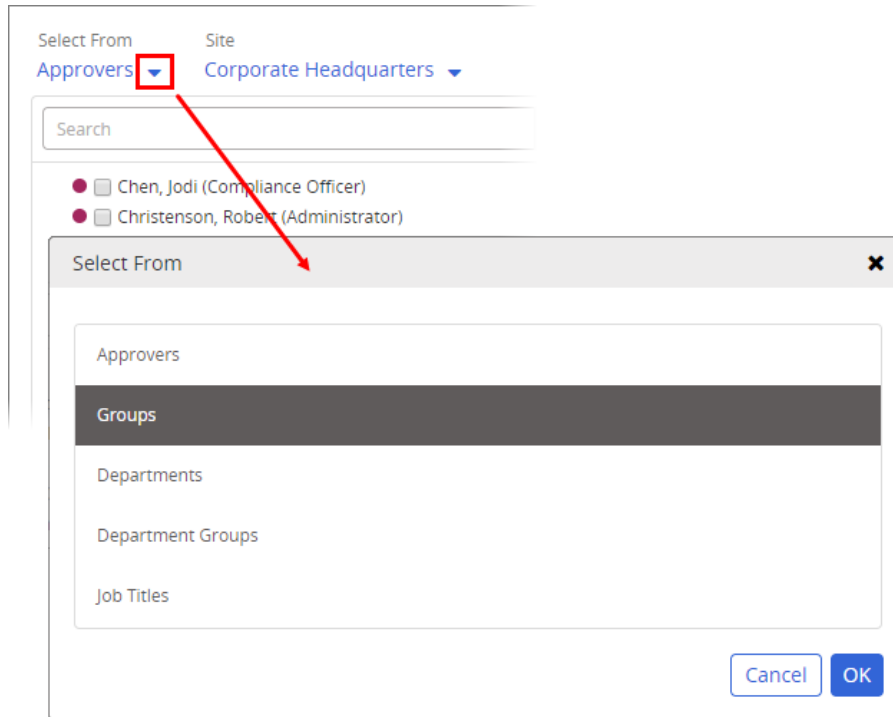 Select From Site
Approvers Corporate Headquarters
Search
Chen, Jodi (Compliance Officer)
Christenson, Robert (Administrator)
Select From
Approvers
Groups
Departments
Department Groups
Job Titles
Cancel OK